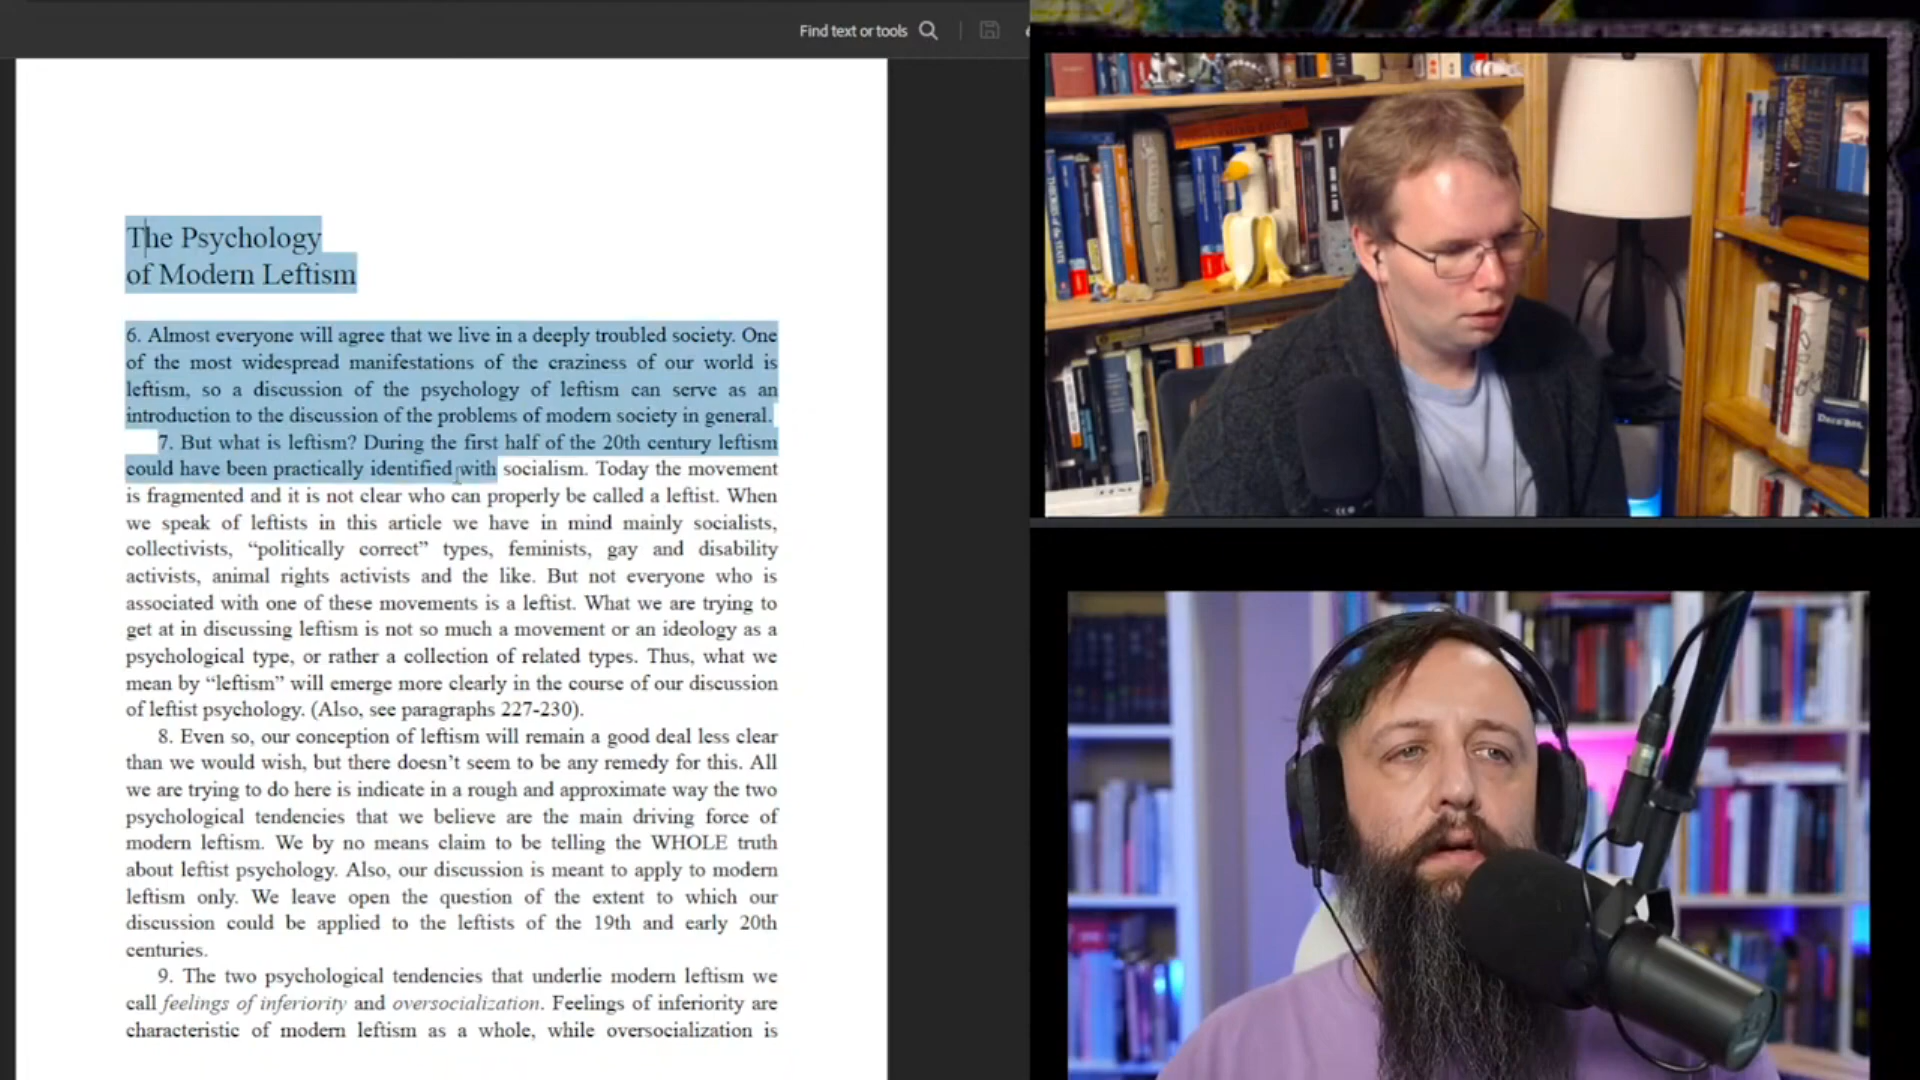 Find text or tools
The Psychology
of Modern Leftism
6. Almost everyone will agree that we live in a deeply troubled society. One
of the most widespread manifestations of the craziness of our world is
leftism, so a discussion of the psychology of leftism can serve as an
introduction to the discussion of the problems of modern society in general.
7. But what is leftism? During the first half of the 20th century leftism
could have been practically identified with socialism. Today the movement
is fragmented and it is not clear who can properly be called a leftist. When
we speak of leftists in this article we have in mind mainly socialists,
collectivists, “politically correct” types, feminists, gay and disability
activists, animal rights activists and the like. But not everyone who is
associated with one of these movements is a leftist. What we are trying to
get at in discussing leftism is not so much a movement or an ideology as a
psychological type, or rather a collection of related types. Thus, what we
mean by “leftism” will emerge more clearly in the course of our discussion
of leftist psychology. (Also, see paragraphs 227-230).
8. Even so, our conception of leftism will remain a good deal less clear
than we would wish, but there doesn’t seem to be any remedy for this. All
we are trying to do here is indicate in a rough and approximate way the two
psychological tendencies that we believe are the main driving force of
modern leftism. We by no means claim to be telling the WHOLE truth
about leftist psychology. Also, our discussion is meant to apply to modern
leftism only. We leave open the question of the extent to which our
discussion could be applied to the leftists of the 19th and early 20th
centuries.
9. The two psychological tendencies that underlie modern leftism we
call feelings of inferiority and oversocialization. Feelings of inferiority are
characteristic of modern leftism as a whole, while oversocialization is